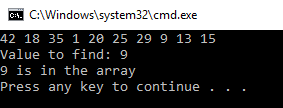 C:\Windows\system32\cmd.exe
42 18 35 1 20 25 29 9 13 15
Value to find: 9
9 is in the array
Press any key to continue . . .